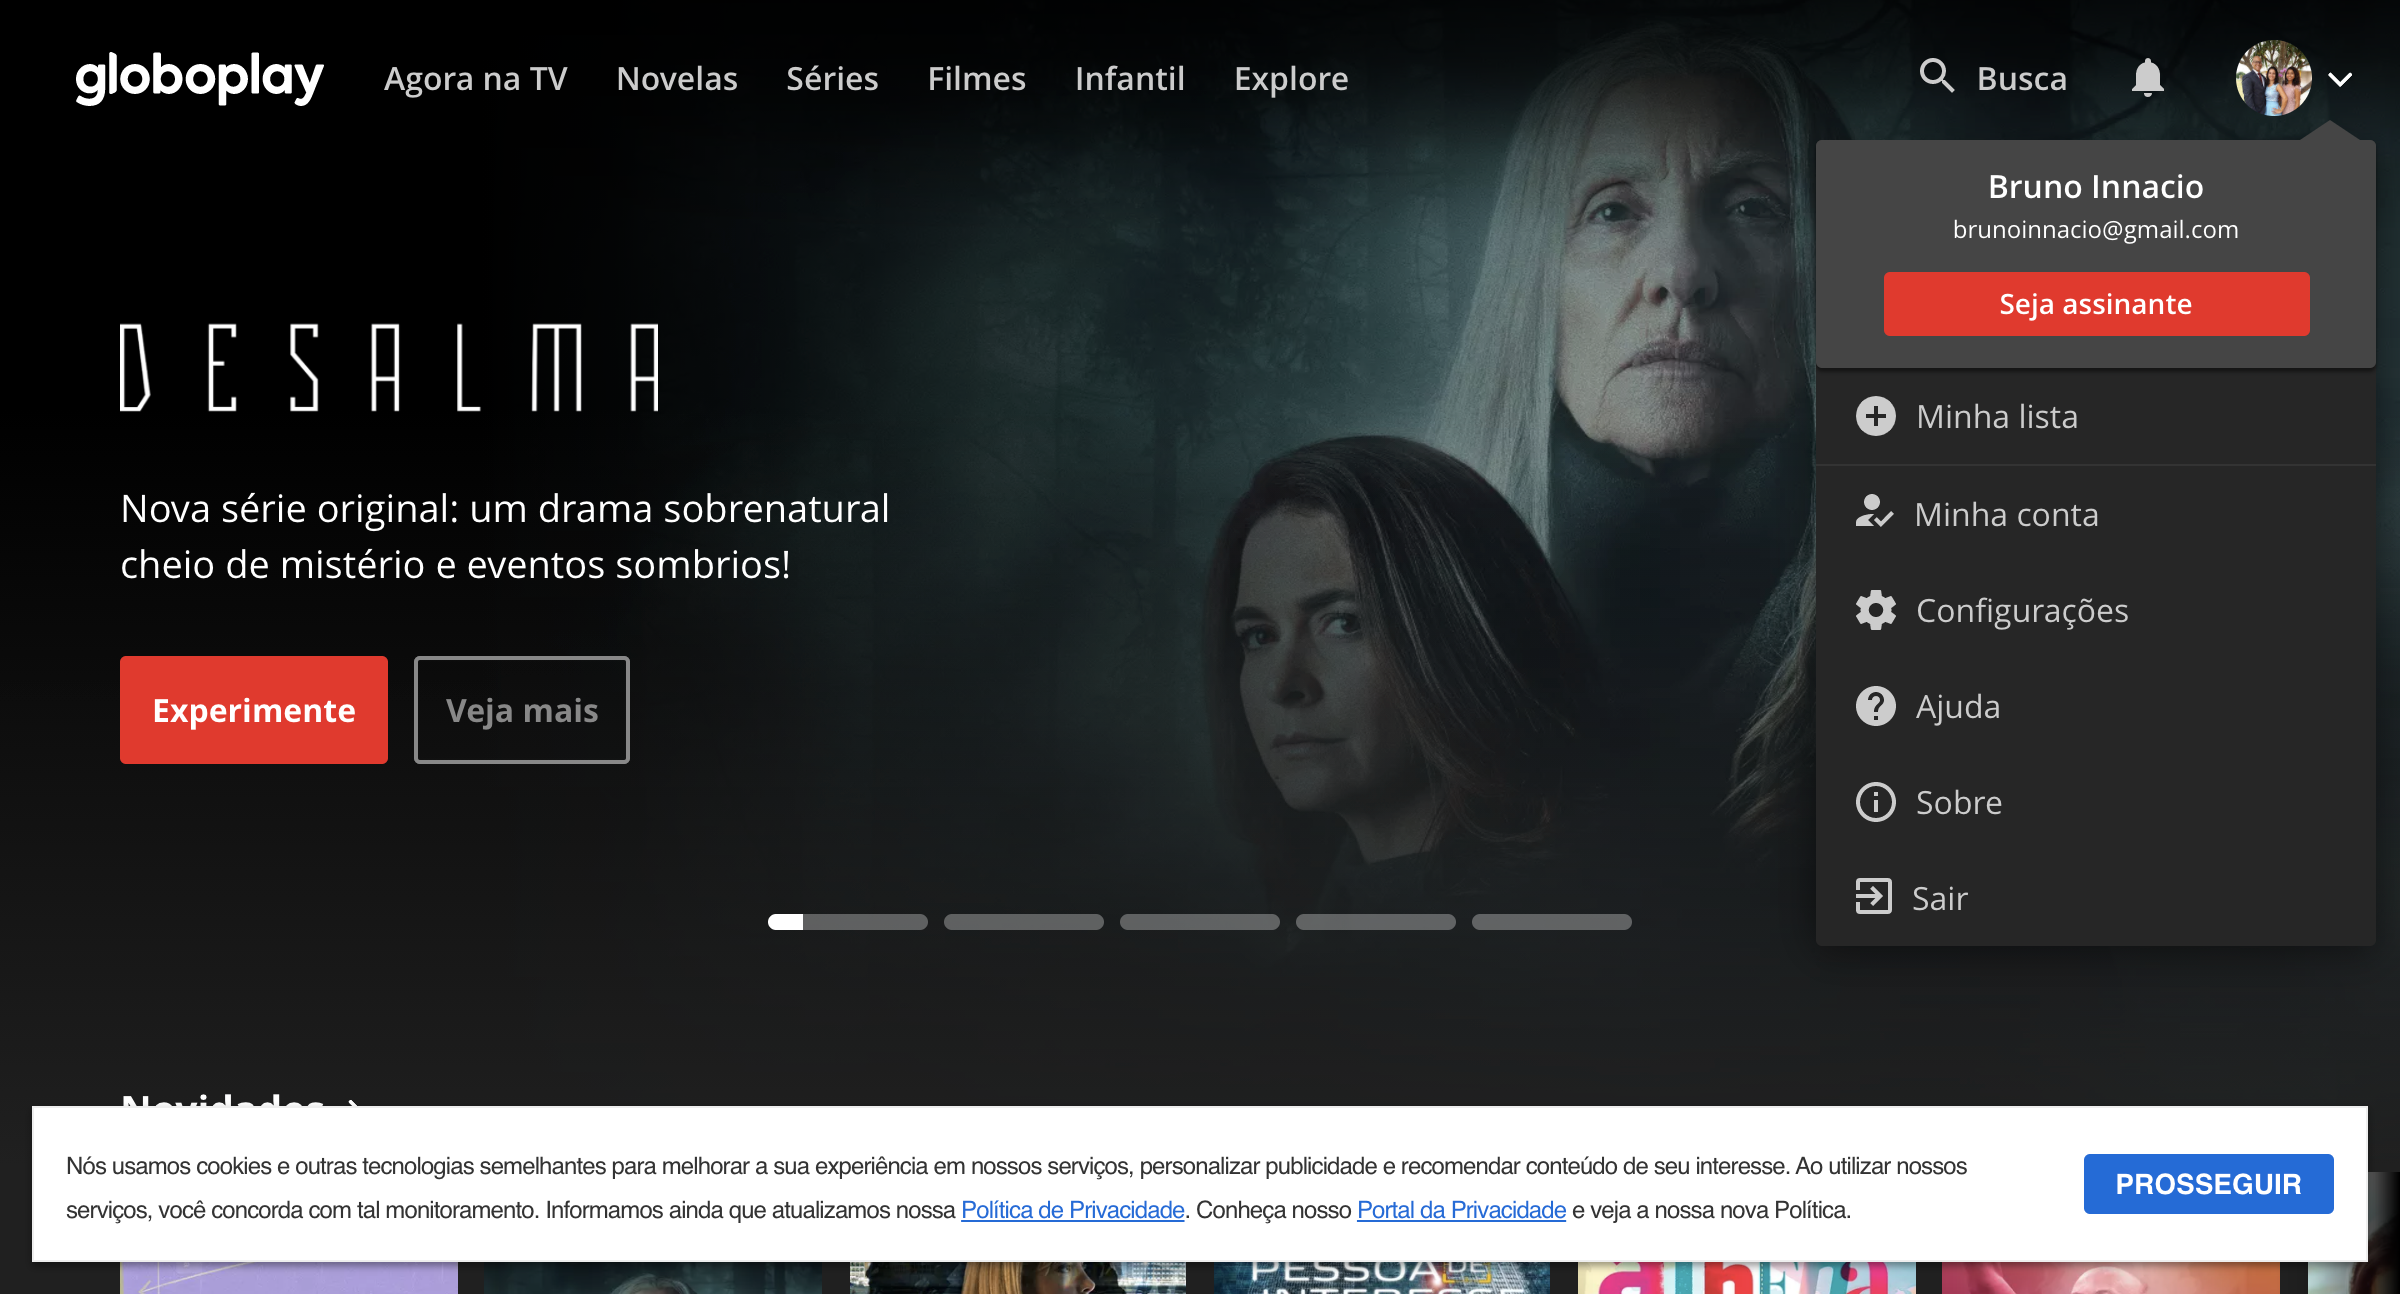 globoplay
Agora na TV
Novelas
Séries
Filmes
Infantil
Explore
Busca
Bruno Innacio
brunoinnacio@gmail.com
Seja assinante
Minha lista
Minha conta
Configurações
Ajuda
Sobre
Sair
DESALMA
Nova série original: um drama sobrenatural
cheio de mistério e eventos sombrios!
Experimente
Veja mais
Novidades
Nós usamos cookies e outras tecnologias semelhantes para melhorar a sua experiência em nossos serviços, personalizar publicidade e recomendar conteúdo de seu interesse. Ao utilizar nossos
serviços, você concorda com tal monitoramento. Informamos ainda que atualizamos nossa Política de Privacidade. Conheça nosso Portal da Privacidade e veja a nossa nova Política.
PROSSEGUIR
PESSOA DE
INTERESSE